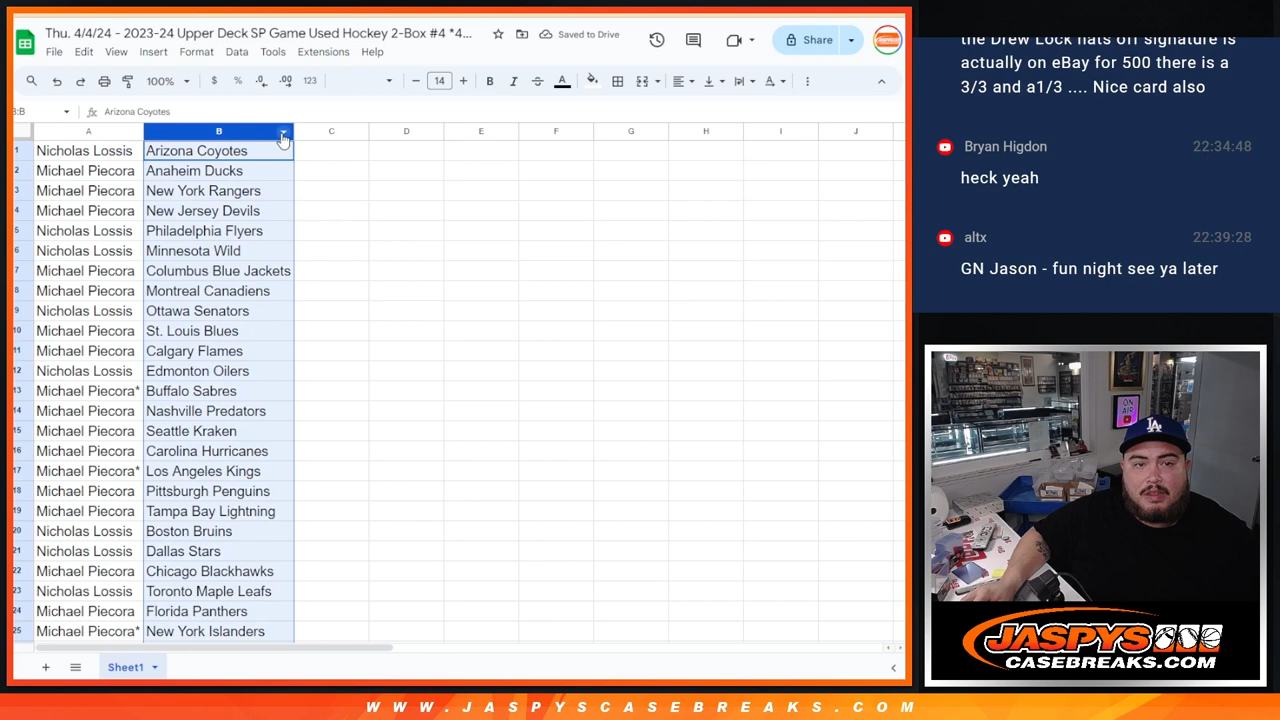 Thu. 4/4/24 - 2023-24 Upper Deck SP Game Used Hockey 2-Box #4 *4...
Saved to Drive
Share
File Edit View Insert Format Data Tools Extensions Help
100% $ % .0 .00 123 14 B I S A
B:B fx Arizona Coyotes
A B C D E F G H I J
1 Nicholas Lossis Arizona Coyotes
2 Michael Piecora Anaheim Ducks
3 Michael Piecora New York Rangers
4 Michael Piecora New Jersey Devils
5 Nicholas Lossis Philadelphia Flyers
6 Nicholas Lossis Minnesota Wild
7 Michael Piecora Columbus Blue Jackets
8 Michael Piecora Montreal Canadiens
9 Nicholas Lossis Ottawa Senators
10 Michael Piecora St. Louis Blues
11 Michael Piecora Calgary Flames
12 Nicholas Lossis Edmonton Oilers
13 Michael Piecora* Buffalo Sabres
14 Michael Piecora Nashville Predators
15 Michael Piecora Seattle Kraken
16 Michael Piecora Carolina Hurricanes
17 Michael Piecora* Los Angeles Kings
18 Michael Piecora Pittsburgh Penguins
19 Michael Piecora Tampa Bay Lightning
20 Nicholas Lossis Boston Bruins
21 Nicholas Lossis Dallas Stars
22 Michael Piecora Chicago Blackhawks
23 Nicholas Lossis Toronto Maple Leafs
24 Michael Piecora Florida Panthers
25 Michael Piecora* New York Islanders
Sheet1
the Drew Lock hats off signature is
actually on eBay for 500 there is a
3/3 and a1/3 .... Nice card also
Bryan Higdon 22:34:48
heck yeah
altx 22:39:28
GN Jason - fun night see ya later
ON AIR
LA
JASPYS
CASEBREAKS.COM
WWW.JASPYSCASEBREAKS.COM